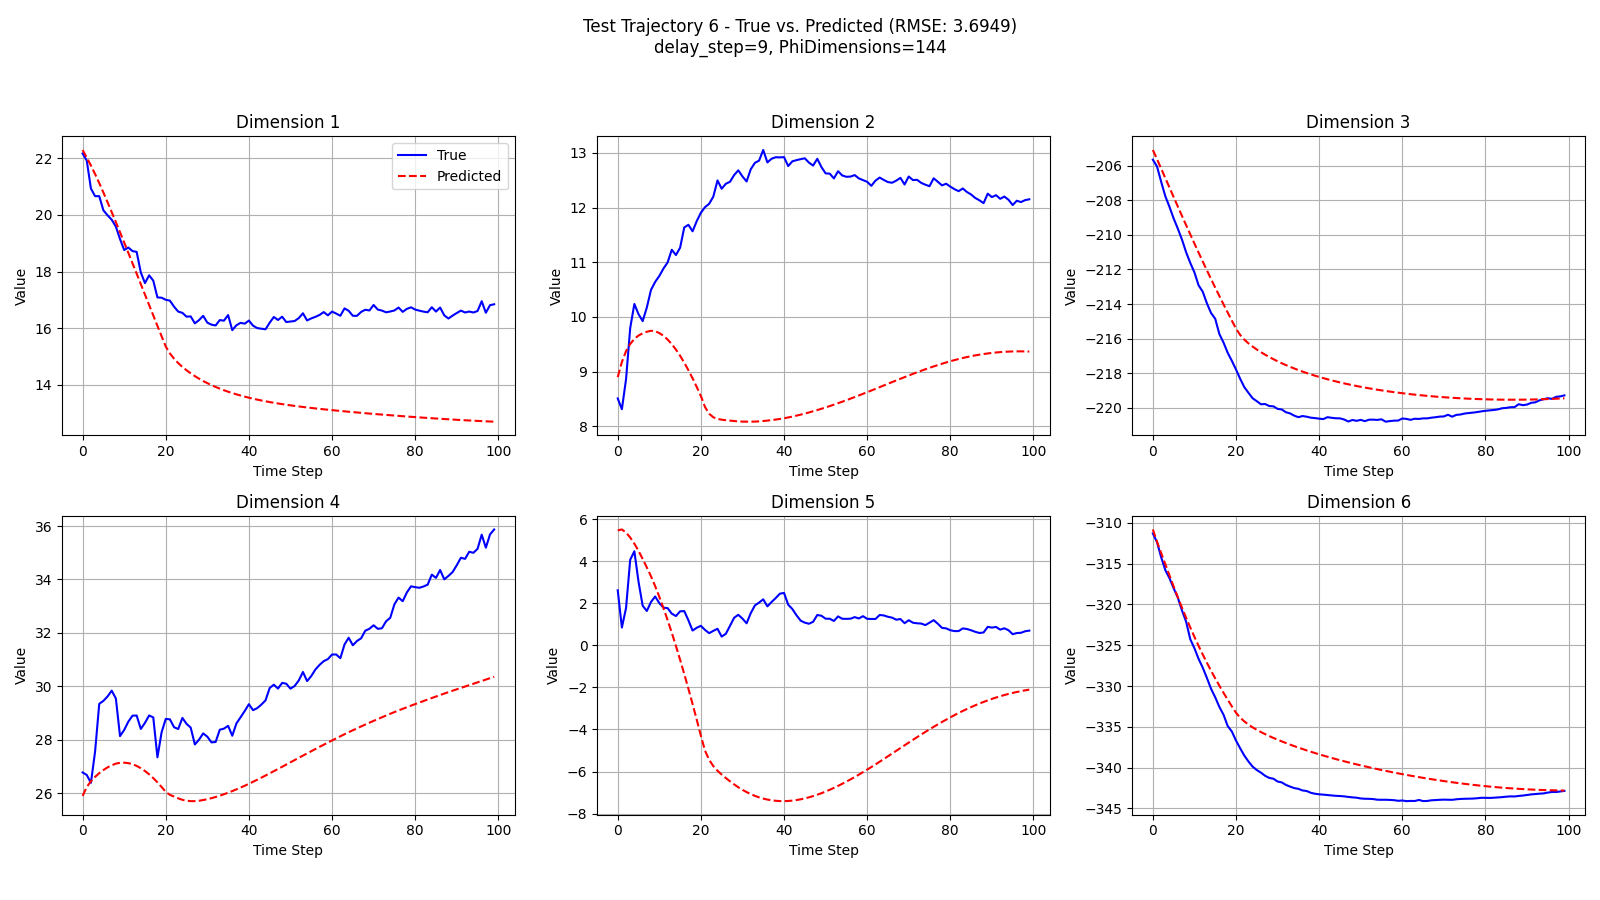 Test Trajectory 6 - True vs. Predicted (RMSE: 3.6949)
delay_step=9, PhiDimensions=144
Dimension 1
Value
22
20
18
16
14
True
Predicted
0 20 40 60 80 100
Time Step
Dimension 2
Value
13
12
11
10
9
8
0 20 40 60 80 100
Time Step
Dimension 3
Value
−206
−208
−210
−212
−214
−216
−218
−220
0 20 40 60 80 100
Time Step
Dimension 4
Value
36
34
32
30
28
26
0 20 40 60 80 100
Time Step
Dimension 5
Value
6
4
2
0
−2
−4
−6
−8
0 20 40 60 80 100
Time Step
Dimension 6
Value
−310
−315
−320
−325
−330
−335
−340
−345
0 20 40 60 80 100
Time Step